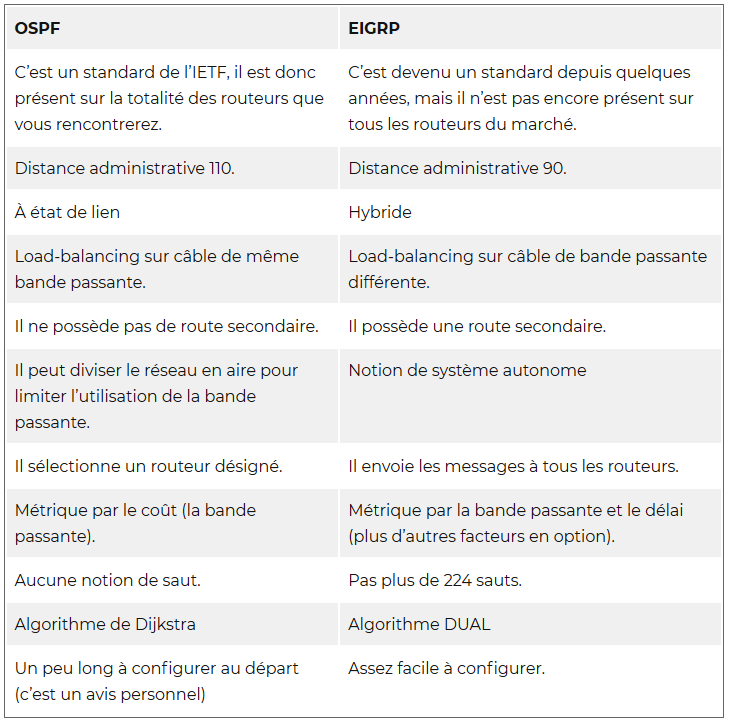 OSPF EIGRP
C’est un standard de l’IETF, il est donc C’est devenu un standard depuis quelques
présent sur la totalité des routeurs que années, mais il n’est pas encore présent sur
vous rencontrerez. tous les routeurs du marché.
Distance administrative 110. Distance administrative 90.
À état de lien Hybride
Load-balancing sur câble de même Load-balancing sur câble de bande passante
bande passante. différente.
Il ne possède pas de route secondaire. Il possède une route secondaire.
Il peut diviser le réseau en aire pour Notion de système autonome
limiter l’utilisation de la bande
passante.
Il sélectionne un routeur désigné. Il envoie les messages à tous les routeurs.
Métrique par le coût (la bande Métrique par la bande passante et le délai
passante). (plus d’autres facteurs en option).
Aucune notion de saut. Pas plus de 224 sauts.
Algorithme de Dijkstra Algorithme DUAL
Un peu long à configurer au départ Assez facile à configurer.
(c’est un avis personnel)